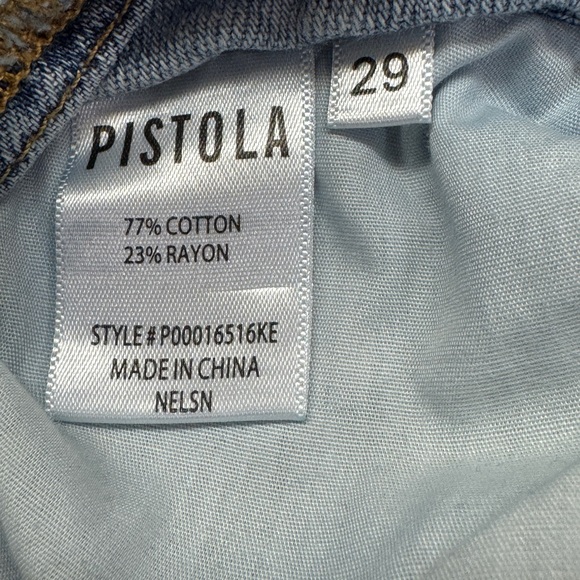 PISTOLA
29
77% COTTON
23% RAYON
STYLE # P00016516KE
MADE IN CHINA
NELSN